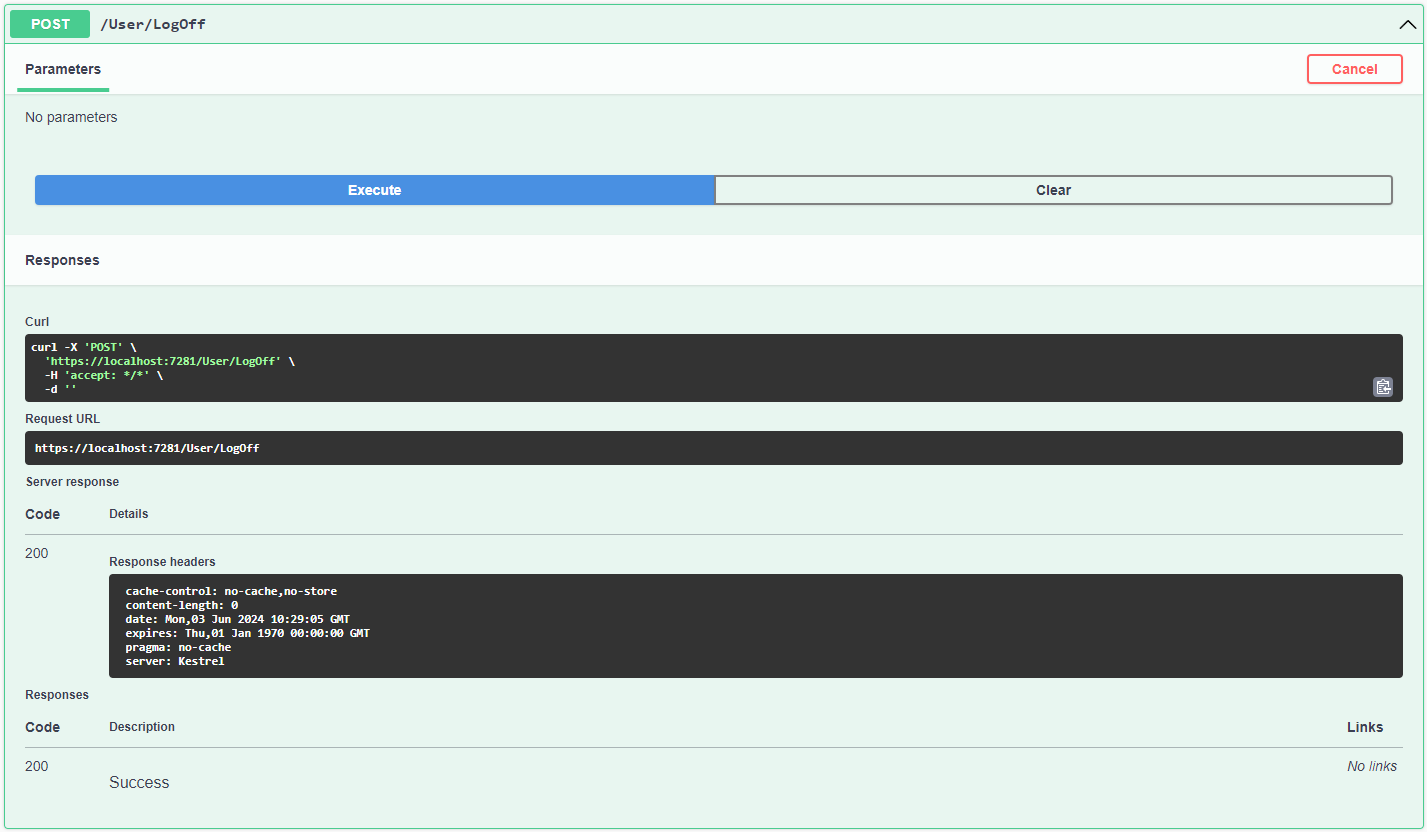 POST /User/LogOff
Parameters Cancel
No parameters
Execute Clear
Responses
Curl
curl -X 'POST' \
'https://localhost:7281/User/LogOff' \
-H 'accept: */*' \
-d ''
Request URL
https://localhost:7281/User/LogOff
Server response
Code Details
200
Response headers
cache-control: no-cache,no-store
content-length: 0
date: Mon,03 Jun 2024 10:29:05 GMT
expires: Thu,01 Jan 1970 00:00:00 GMT
pragma: no-cache
server: Kestrel
Responses
Code Description Links
200 No links
Success